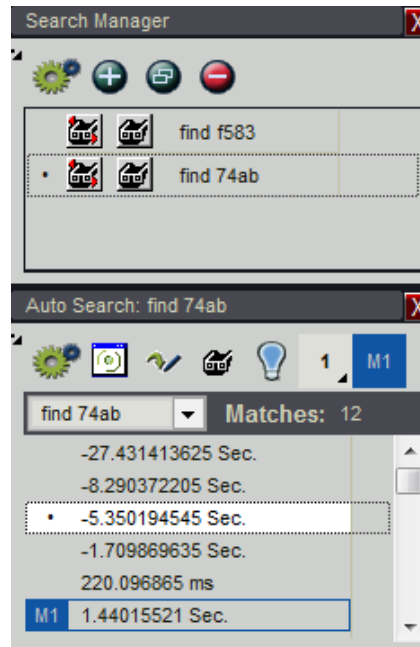 Search Manager
find f583
find 74ab
Auto Search: find 74ab
1 M1
find 74ab Matches: 12
-27.431413625 Sec.
-8.290372205 Sec.
-5.350194545 Sec.
-1.709869635 Sec.
220.096865 ms
M1 1.44015521 Sec.